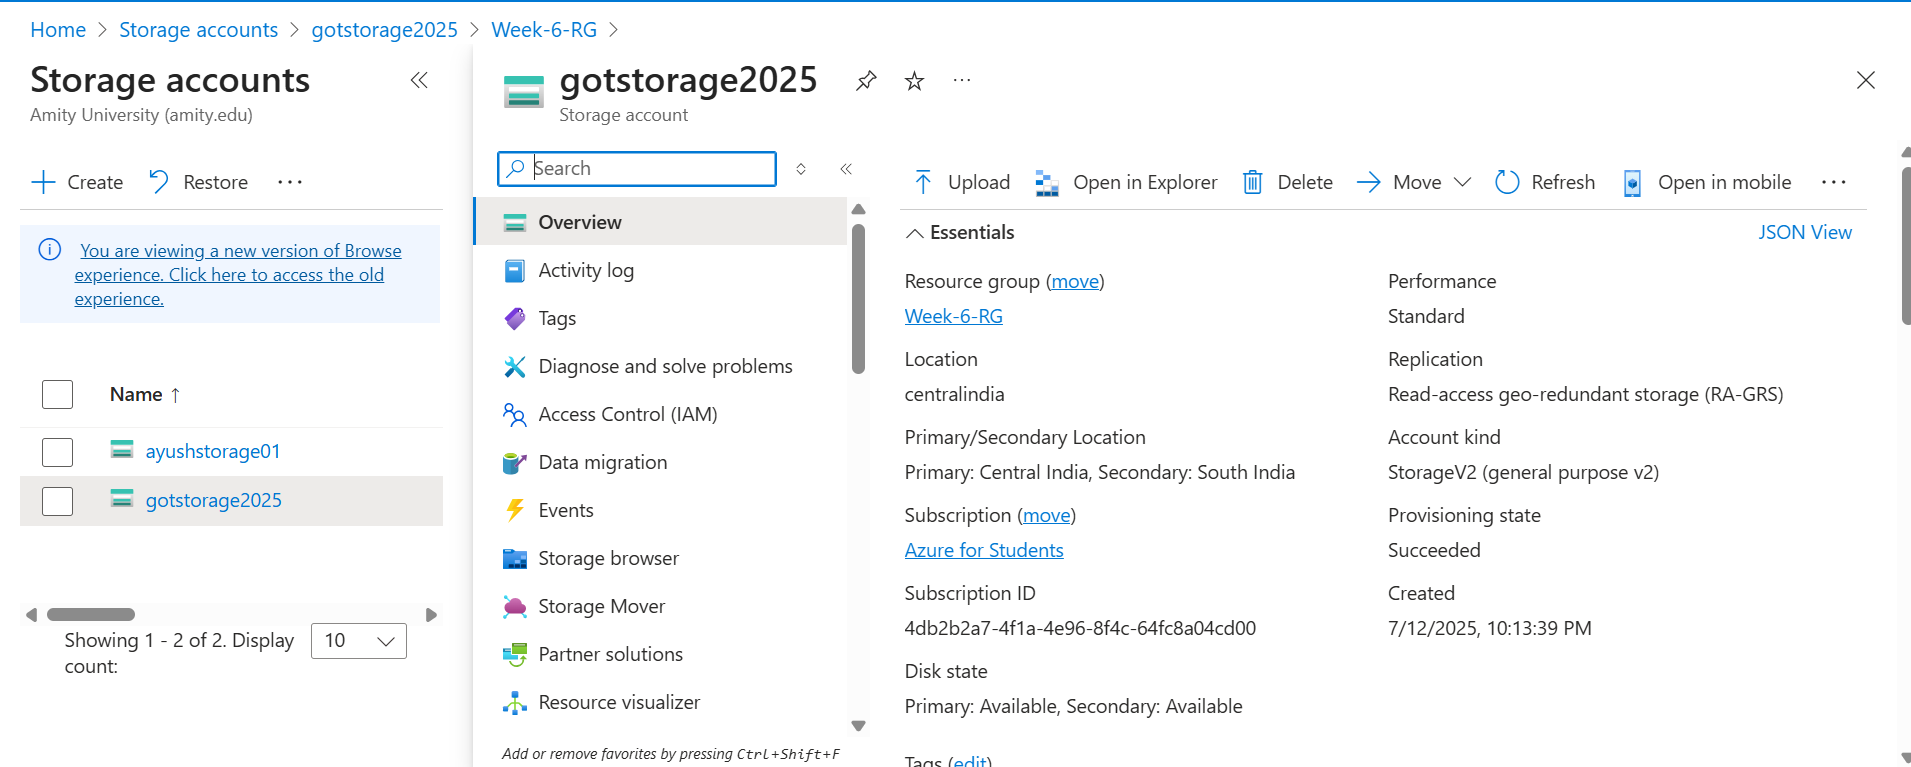 Home > Storage accounts > gotstorage2025 > Week-6-RG >
Storage accounts
Amity University (amity.edu)
Create Restore ...
You are viewing a new version of Browse
experience. Click here to access the old
experience.
Name ↑
ayushstorage01
gotstorage2025
Showing 1 - 2 of 2. Display
count:
10
gotstorage2025
Storage account
Search
Overview
Activity log
Tags
Diagnose and solve problems
Access Control (IAM)
Data migration
Events
Storage browser
Storage Mover
Partner solutions
Resource visualizer
Add or remove favorites by pressing Ctrl+Shift+F
Upload Open in Explorer Delete Move Refresh Open in mobile ...
Essentials
JSON View
Resource group (move)
Week-6-RG
Location
centralindia
Primary/Secondary Location
Primary: Central India, Secondary: South India
Subscription (move)
Azure for Students
Subscription ID
4db2b2a7-4f1a-4e96-8f4c-64fc8a04cd00
Disk state
Primary: Available, Secondary: Available
Tags (edit)
Performance
Standard
Replication
Read-access geo-redundant storage (RA-GRS)
Account kind
StorageV2 (general purpose v2)
Provisioning state
Succeeded
Created
7/12/2025, 10:13:39 PM